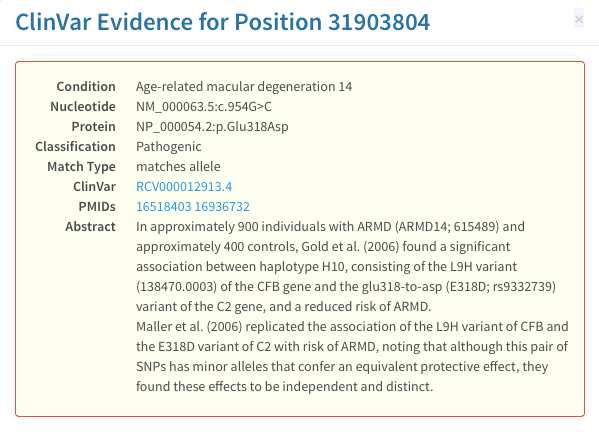 ClinVar Evidence for Position 31903804 ×
Condition Age-related macular degeneration 14
Nucleotide NM_000063.5:c.954G>C
Protein NP_000054.2:p.Glu318Asp
Classification Pathogenic
Match Type matches allele
ClinVar RCV000012913.4
PMIDs 16518403 16936732
Abstract In approximately 900 individuals with ARMD (ARMD14; 615489) and
approximately 400 controls, Gold et al. (2006) found a significant
association between haplotype H10, consisting of the L9H variant
(138470.0003) of the CFB gene and the glu318-to-asp (E318D; rs9332739)
variant of the C2 gene, and a reduced risk of ARMD.
Maller et al. (2006) replicated the association of the L9H variant of CFB and
the E318D variant of C2 with risk of ARMD, noting that although this pair of
SNPs has minor alleles that confer an equivalent protective effect, they
found these effects to be independent and distinct.